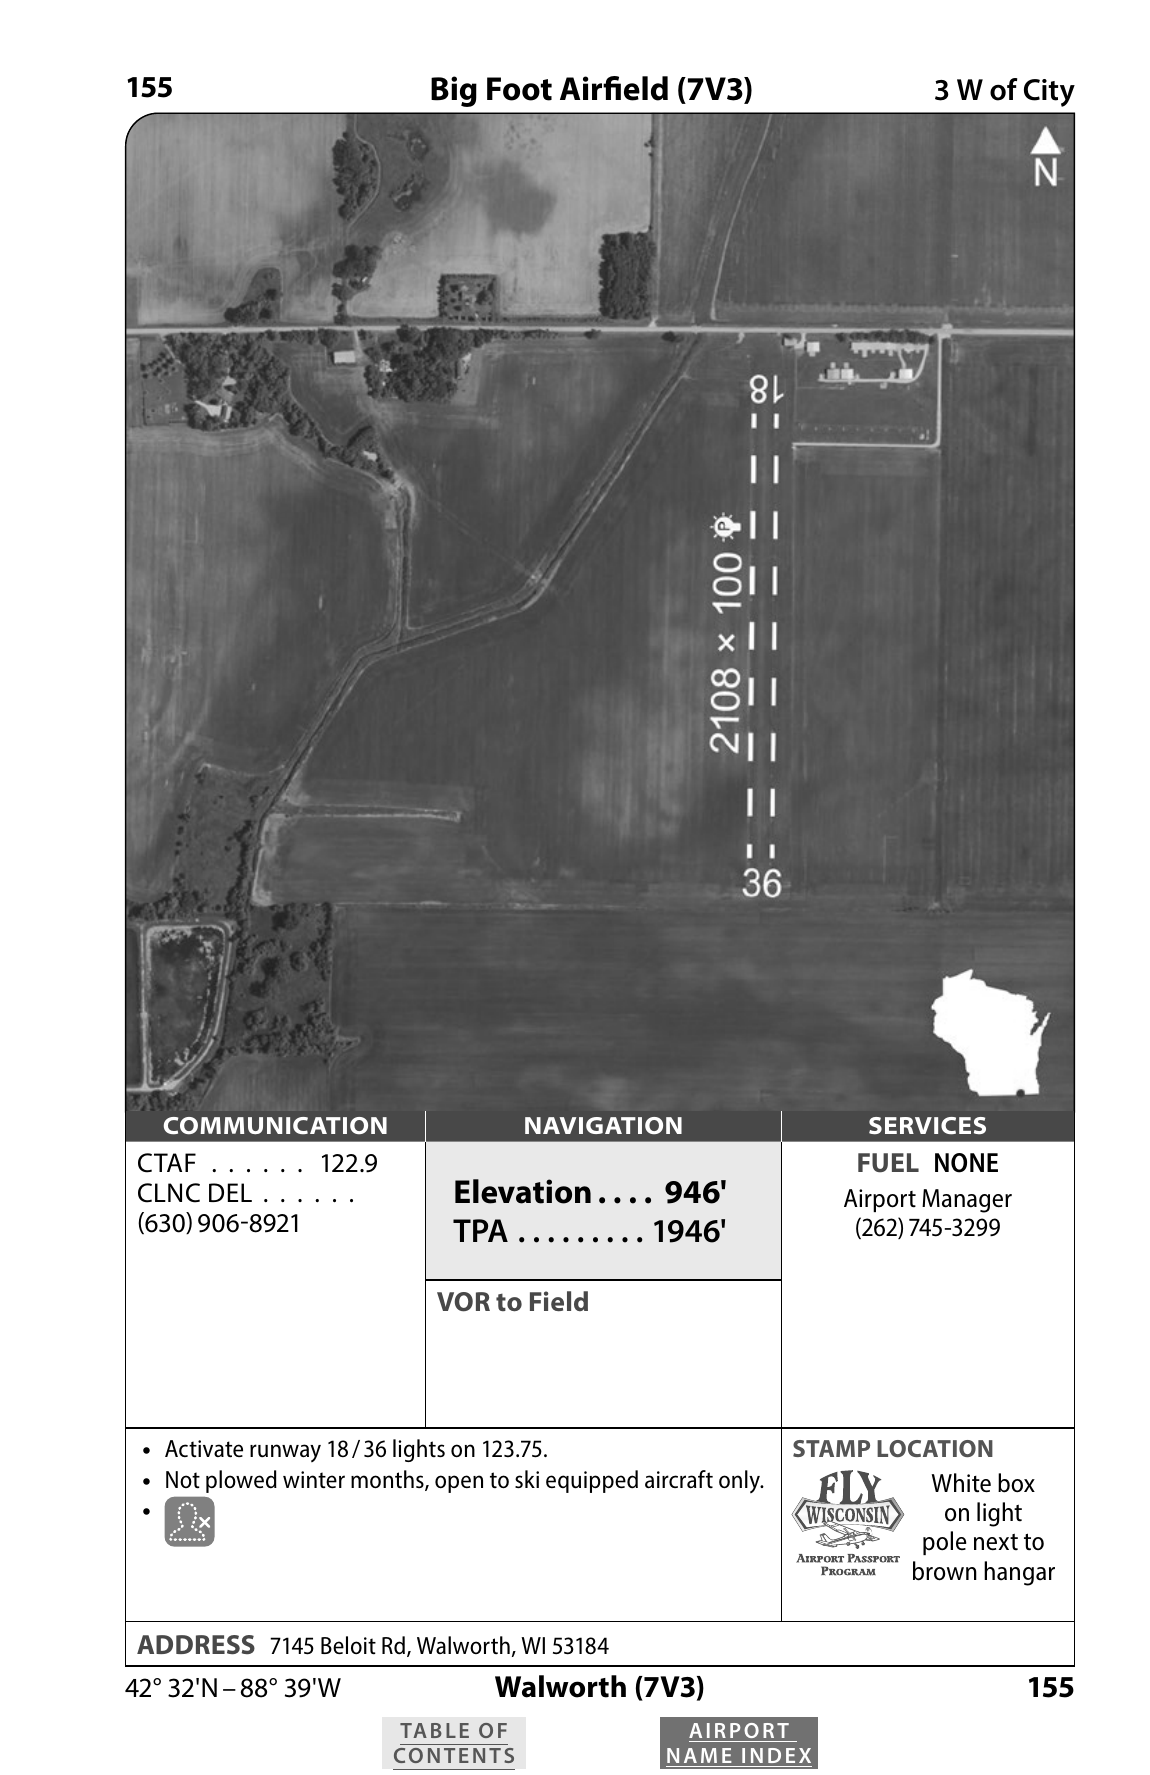 155
Big Foot Airfield (7V3)
3 W of City
N
18
P
2108 × 100
36
COMMUNICATION
CTAF . . . . . . 122.9
CLNC DEL . . . . . .
(630) 906-8921
NAVIGATION
Elevation . . . . 946'
TPA . . . . . . . . . 1946'
VOR to Field
SERVICES
FUEL NONE
Airport Manager
(262) 745-3299
• Activate runway 18 / 36 lights on 123.75.
• Not plowed winter months, open to ski equipped aircraft only.
•
STAMP LOCATION
FLY
WISCONSIN
AIRPORT PASSPORT
PROGRAM
White box
on light
pole next to
brown hangar
ADDRESS 7145 Beloit Rd, Walworth, WI 53184
42° 32'N – 88° 39'W
Walworth (7V3)
155
TABLE OF
CONTENTS
AIRPORT
NAME INDEX